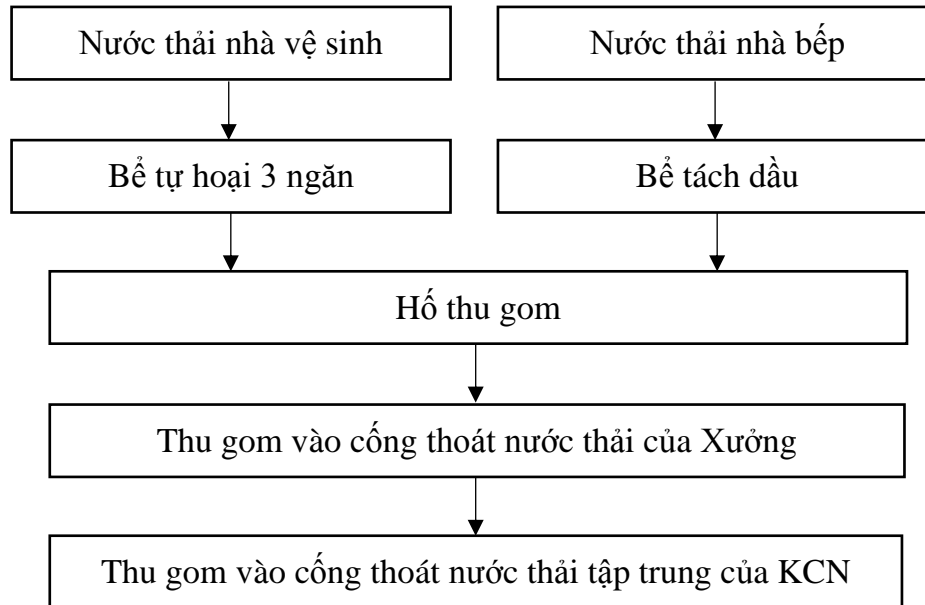 Nước thải nhà vệ sinh
Nước thải nhà bếp
Bể tự hoại 3 ngăn
Bể tách dầu
Hố thu gom
Thu gom vào cống thoát nước thải của Xưởng
Thu gom vào cống thoát nước thải tập trung của KCN